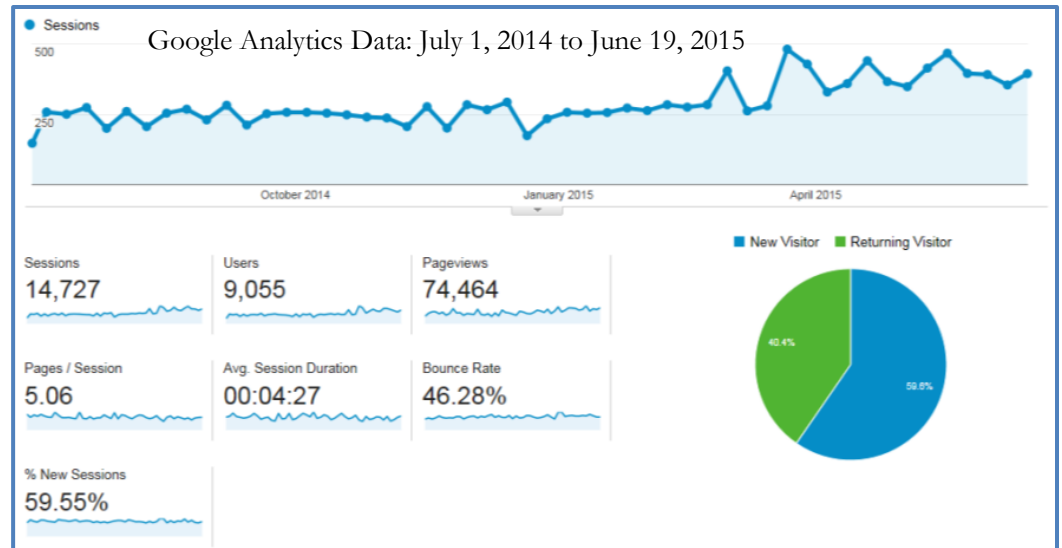 Sessions
Google Analytics Data: July 1, 2014 to June 19, 2015
500
250
October 2014 January 2015 April 2015
New Visitor Returning Visitor
Sessions Users Pageviews
14,727 9,055 74,464
Pages / Session Avg. Session Duration Bounce Rate
5.06 00:04:27 46.28%
40.4%
59.6%
% New Sessions
59.55%